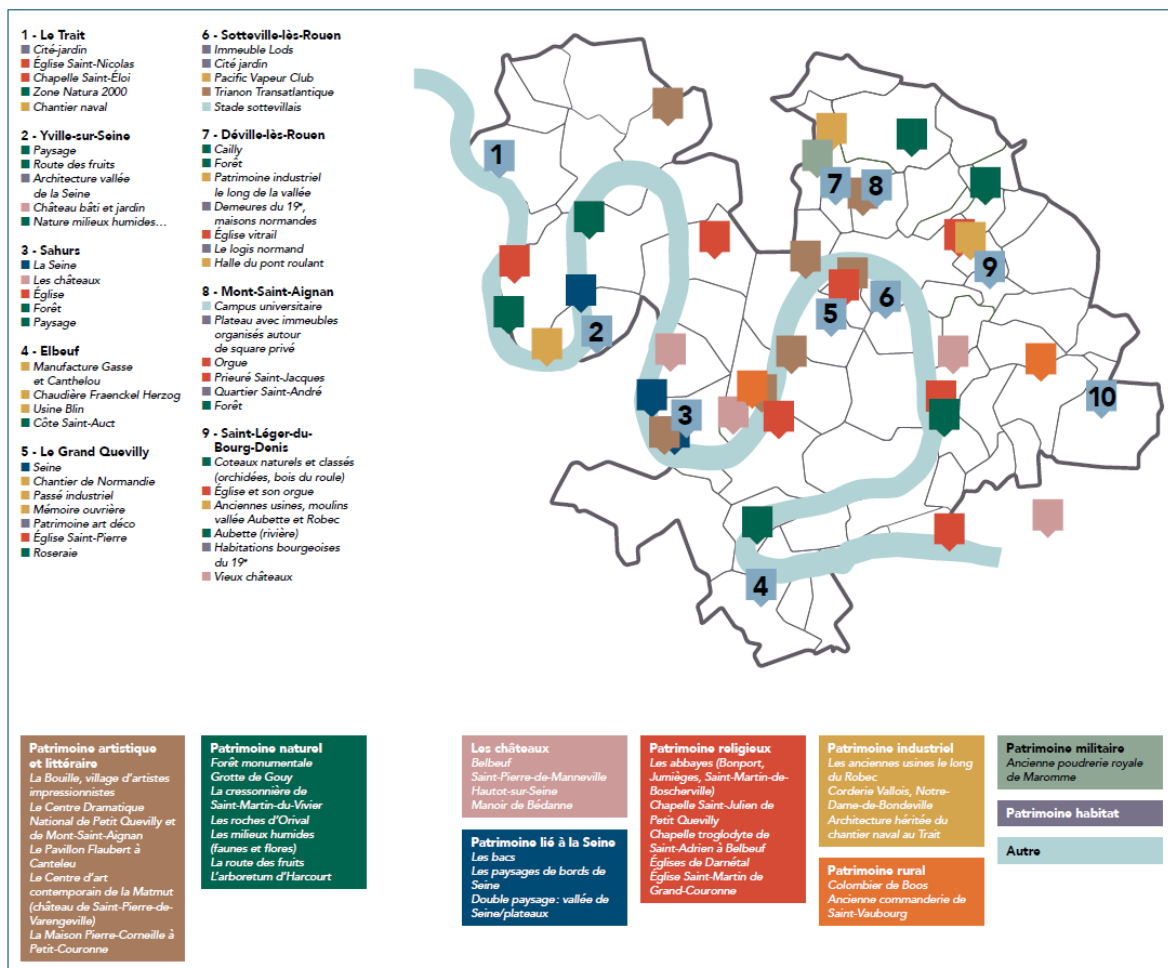 1 - Le Trait
Cité-jardin
Église Saint-Nicolas
Chapelle Saint-Éloi
Zone Natura 2000
Chantier naval
2 - Yville-sur-Seine
Paysage
Route des fruits
Architecture vallée
de la Seine
Château bâti et jardin
Nature milieux humides...
3 - Sahurs
La Seine
Les châteaux
Église
Forêt
Paysage
4 - Elbeuf
Manufacture Gasse
et Canthelou
Chaudière Fraenckel Herzog
Usine Blin
Côte Saint-Auct
5 - Le Grand Quevilly
Seine
Chantier de Normandie
Passé industriel
Mémoire ouvrière
Patrimoine art déco
Église Saint-Pierre
Roseraie
6 - Sotteville-lès-Rouen
Immeuble Lods
Cité jardin
Pacific Vapeur Club
Trianon Transatlantique
Stade sottevillais
7 - Déville-lès-Rouen
Cailly
Forêt
Patrimoine industriel
le long de la vallée
Demeures du 19e,
maisons normandes
Église vitrail
Le logis normand
Halle du pont roulant
8 - Mont-Saint-Aignan
Campus universitaire
Plateau avec immeubles
organisés autour
de square privé
Orgue
Prieuré Saint-Jacques
Quartier Saint-André
Forêt
9 - Saint-Léger-du-
Bourg-Denis
Coteaux naturels et classés
(orchidées, bois du roule)
Église et son orgue
Anciennes usines, moulins
vallée Aubette et Robec
Aubette (rivière)
Habitations bourgeoises
du 19e
Vieux châteaux
1
7
8
9
2
5
6
3
10
4
Patrimoine artistique
et littéraire
La Bouille, village d'artistes
impressionnistes
Le Centre Dramatique
National de Petit Quevilly et
de Mont-Saint-Aignan
Le Pavillon Flaubert à
Canteleu
Le Centre d'art
contemporain de la Matmut
(château de Saint-Pierre-de-
Varengeville)
La Maison Pierre-Corneille à
Petit-Couronne
Patrimoine naturel
Forêt monumentale
Grotte de Gouy
La cressonnière de
Saint-Martin-du-Vivier
Les roches d'Orival
Les milieux humides
(faunes et flores)
La route des fruits
L'arboretum d'Harcourt
Les châteaux
Belbeuf
Saint-Pierre-de-Manneville
Hautot-sur-Seine
Manoir de Bédanne
Patrimoine lié à la Seine
Les bacs
Les paysages de bords de
Seine
Double paysage : vallée de
Seine/plateaux
Patrimoine religieux
Les abbayes (Bonport,
Jumièges, Saint-Martin-de-
Boscherville)
Chapelle Saint-Julien de
Petit Quevilly
Chapelle troglodyte de
Saint-Adrien à Belbeuf
Églises de Darnétal
Église Saint-Martin de
Grand-Couronne
Patrimoine industriel
Les anciennes usines le long
du Robec
Corderie Vallois, Notre-
Dame-de-Bondeville
Architecture héritée du
chantier naval au Trait
Patrimoine rural
Colombier de Boos
Ancienne commanderie de
Saint-Vaubourg
Patrimoine militaire
Ancienne poudrerie royale
de Maromme
Patrimoine habitat
Autre